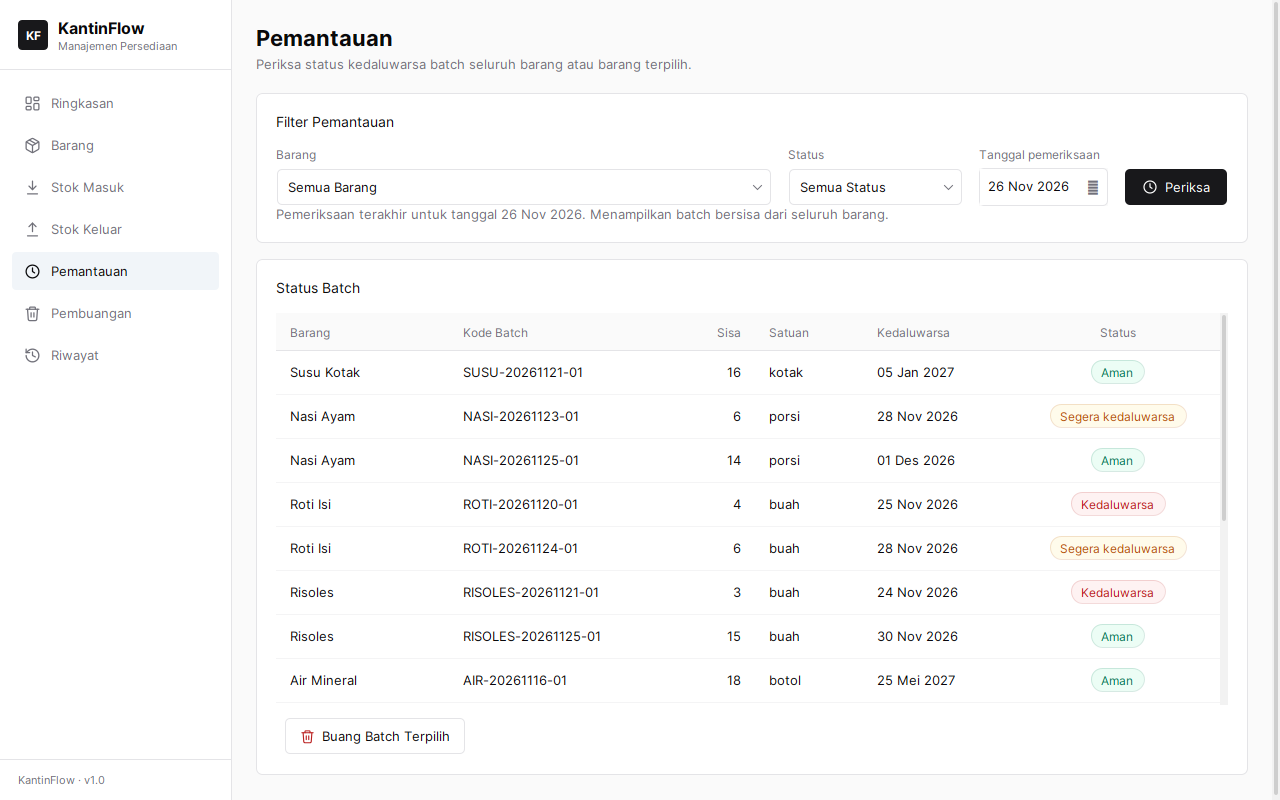 KF
KantinFlow
Manajemen Persediaan
Ringkasan
Barang
Stok Masuk
Stok Keluar
Pemantauan
Pembuangan
Riwayat
KantinFlow · v1.0
Pemantauan
Periksa status kedaluwarsa batch seluruh barang atau barang terpilih.
Filter Pemantauan
Barang Status Tanggal pemeriksaan
Semua Barang Semua Status 26 Nov 2026 Periksa
Pemeriksaan terakhir untuk tanggal 26 Nov 2026. Menampilkan batch bersisa dari seluruh barang.
Status Batch
Barang Kode Batch Sisa Satuan Kedaluwarsa Status
Susu Kotak SUSU-20261121-01 16 kotak 05 Jan 2027 Aman
Nasi Ayam NASI-20261123-01 6 porsi 28 Nov 2026 Segera kedaluwarsa
Nasi Ayam NASI-20261125-01 14 porsi 01 Des 2026 Aman
Roti Isi ROTI-20261120-01 4 buah 25 Nov 2026 Kedaluwarsa
Roti Isi ROTI-20261124-01 6 buah 28 Nov 2026 Segera kedaluwarsa
Risoles RISOLES-20261121-01 3 buah 24 Nov 2026 Kedaluwarsa
Risoles RISOLES-20261125-01 15 buah 30 Nov 2026 Aman
Air Mineral AIR-20261116-01 18 botol 25 Mei 2027 Aman
Buang Batch Terpilih